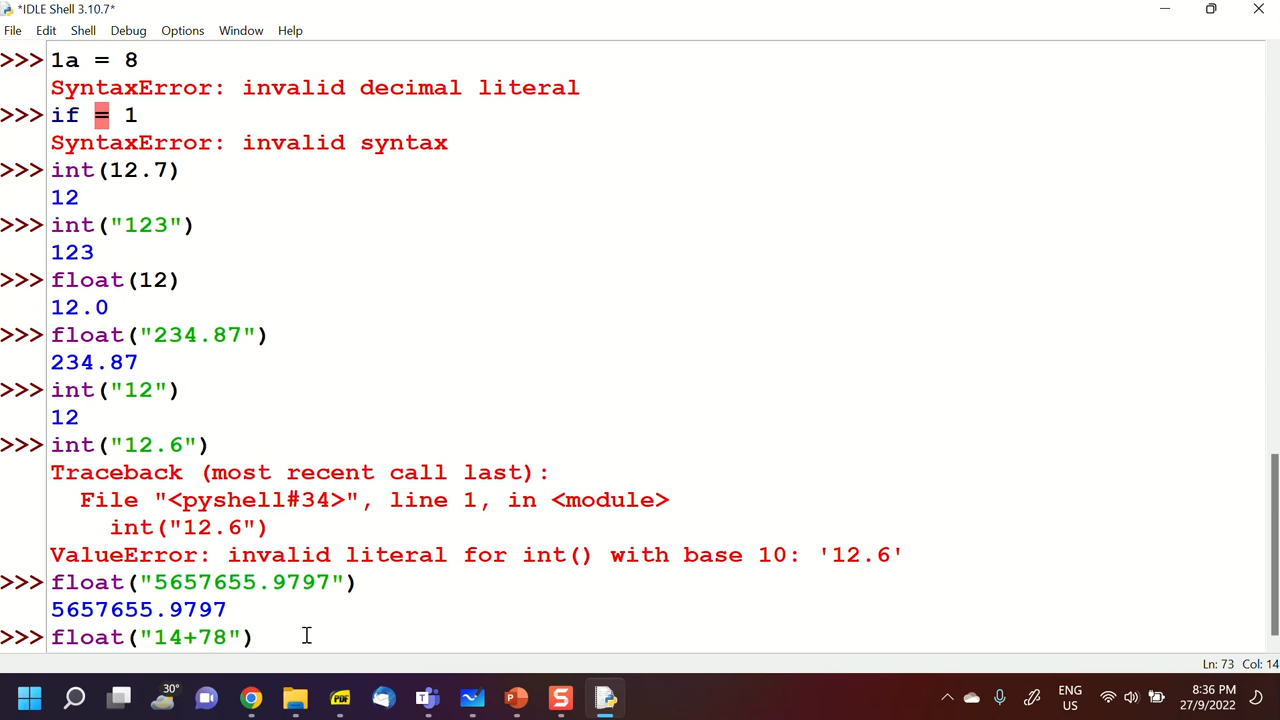 *IDLE Shell 3.10.7*
File Edit Shell Debug Options Window Help
>>> 1a = 8
SyntaxError: invalid decimal literal
>>> if = 1
SyntaxError: invalid syntax
>>> int(12.7)
12
>>> int("123")
123
>>> float(12)
12.0
>>> float("234.87")
234.87
>>> int("12")
12
>>> int("12.6")
Traceback (most recent call last):
  File "<pyshell#34>", line 1, in <module>
    int("12.6")
ValueError: invalid literal for int() with base 10: '12.6'
>>> float("5657655.9797")
5657655.9797
>>> float("14+78")
Ln: 73 Col: 14
30°
PDF
S
P
ENG
US
8:36 PM
27/9/2022